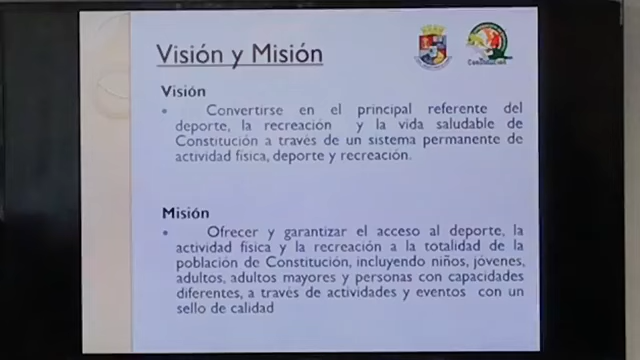 Visión y Misión
Visión
• Convertirse en el principal referente del
deporte, la recreación y la vida saludable de
Constitución a través de un sistema permanente de
actividad física, deporte y recreación.
Misión
• Ofrecer y garantizar el acceso al deporte, la
actividad física y la recreación a la totalidad de la
población de Constitución, incluyendo niños, jóvenes,
adultos, adultos mayores y personas con capacidades
diferentes, a través de actividades y eventos con un
sello de calidad